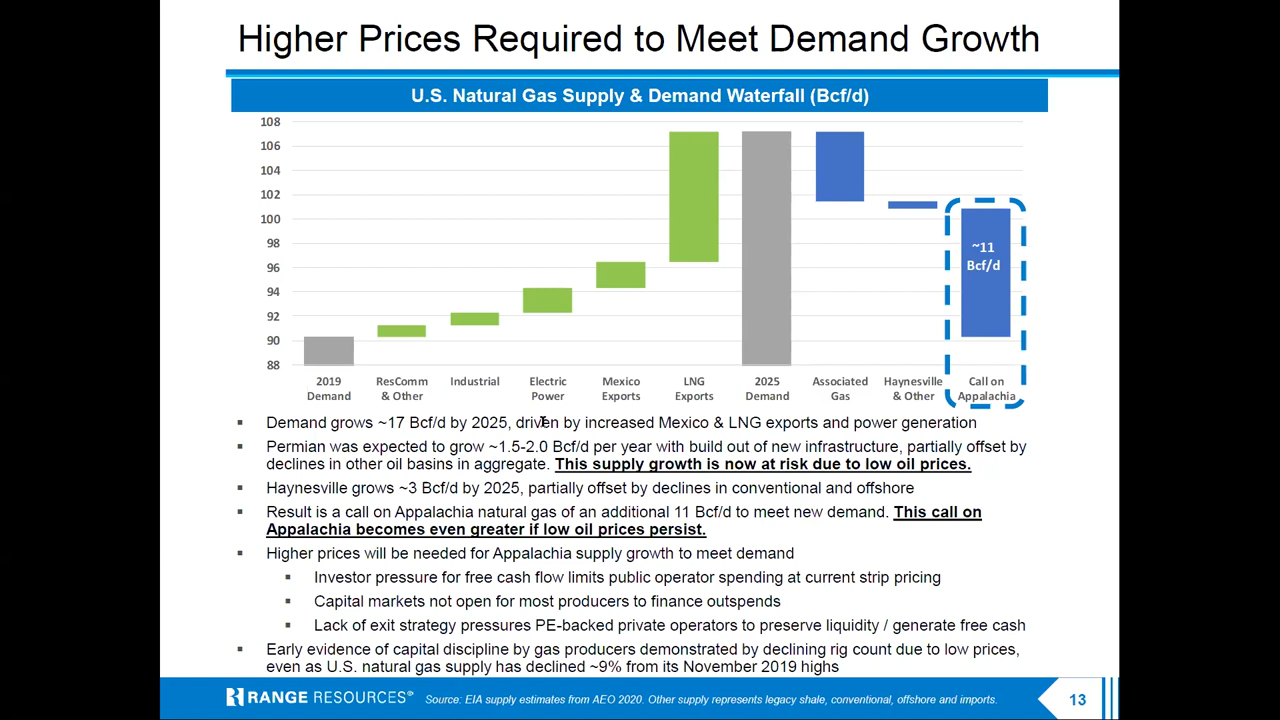 Higher Prices Required to Meet Demand Growth
U.S. Natural Gas Supply & Demand Waterfall (Bcf/d)
108
106
104
102
100
98
96
94
92
90
88
~11
Bcf/d
2019 Demand
ResComm & Other
Industrial
Electric Power
Mexico Exports
LNG Exports
2025 Demand
Associated Gas
Haynesville & Other
Call on Appalachia
▪ Demand grows ~17 Bcf/d by 2025, driven by increased Mexico & LNG exports and power generation
▪ Permian was expected to grow ~1.5-2.0 Bcf/d per year with build out of new infrastructure, partially offset by
declines in other oil basins in aggregate. This supply growth is now at risk due to low oil prices.
▪ Haynesville grows ~3 Bcf/d by 2025, partially offset by declines in conventional and offshore
▪ Result is a call on Appalachia natural gas of an additional 11 Bcf/d to meet new demand. This call on
Appalachia becomes even greater if low oil prices persist.
▪ Higher prices will be needed for Appalachia supply growth to meet demand
▪ Investor pressure for free cash flow limits public operator spending at current strip pricing
▪ Capital markets not open for most producers to finance outspends
▪ Lack of exit strategy pressures PE-backed private operators to preserve liquidity / generate free cash
▪ Early evidence of capital discipline by gas producers demonstrated by declining rig count due to low prices,
even as U.S. natural gas supply has declined ~9% from its November 2019 highs
RANGE RESOURCES®
Source: EIA supply estimates from AEO 2020. Other supply represents legacy shale, conventional, offshore and imports.
13